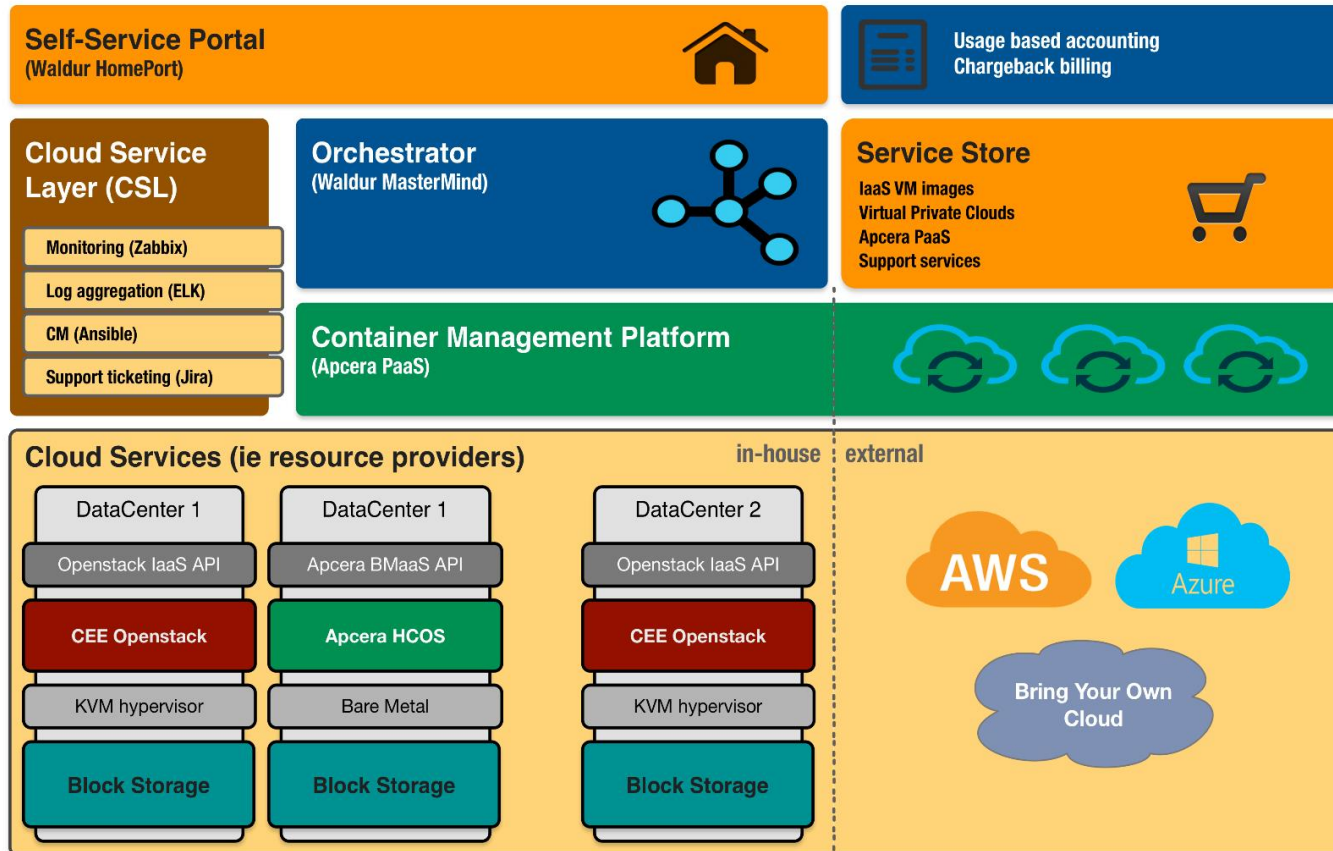 Self-Service Portal
(Waldur HomePort)
Usage based accounting
Chargeback billing
Cloud Service
Layer (CSL)
Monitoring (Zabbix)
Log aggregation (ELK)
CM (Ansible)
Support ticketing (Jira)
Orchestrator
(Waldur MasterMind)
Service Store
IaaS VM images
Virtual Private Clouds
Apcera PaaS
Support services
Container Management Platform
(Apcera PaaS)
Cloud Services (ie resource providers)
in-house
external
DataCenter 1
Openstack IaaS API
CEE Openstack
KVM hypervisor
Block Storage
DataCenter 1
Apcera BMaaS API
Apcera HCOS
Bare Metal
Block Storage
DataCenter 2
Openstack IaaS API
CEE Openstack
KVM hypervisor
Block Storage
AWS
Azure
Bring Your Own
Cloud